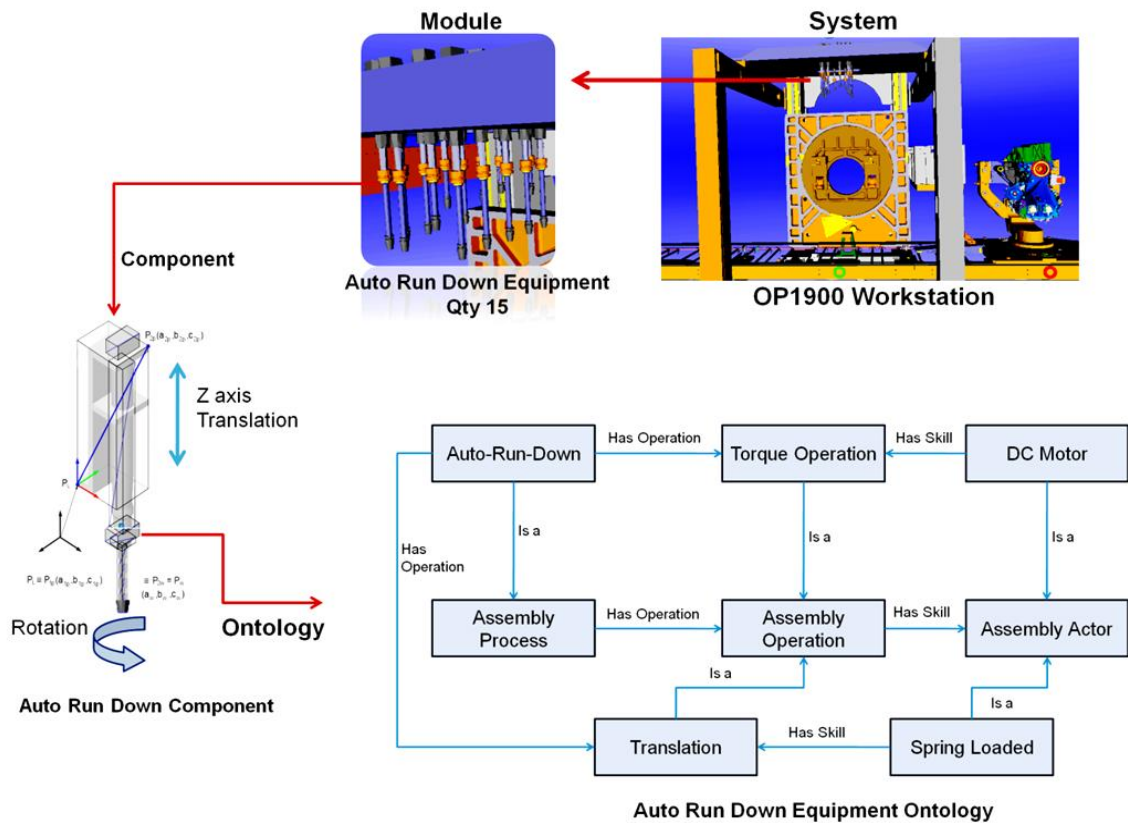 Module
System
Auto Run Down Equipment
Qty 15
OP1900 Workstation
Component
Z axis
Translation
Rotation
Ontology
Auto Run Down Component
Auto-Run-Down
Has Operation
Torque Operation
Has Skill
DC Motor
Has
Operation
Is a
Is a
Is a
Assembly
Process
Has Operation
Assembly
Operation
Has Skill
Assembly Actor
Is a
Is a
Translation
Has Skill
Spring Loaded
Auto Run Down Equipment Ontology